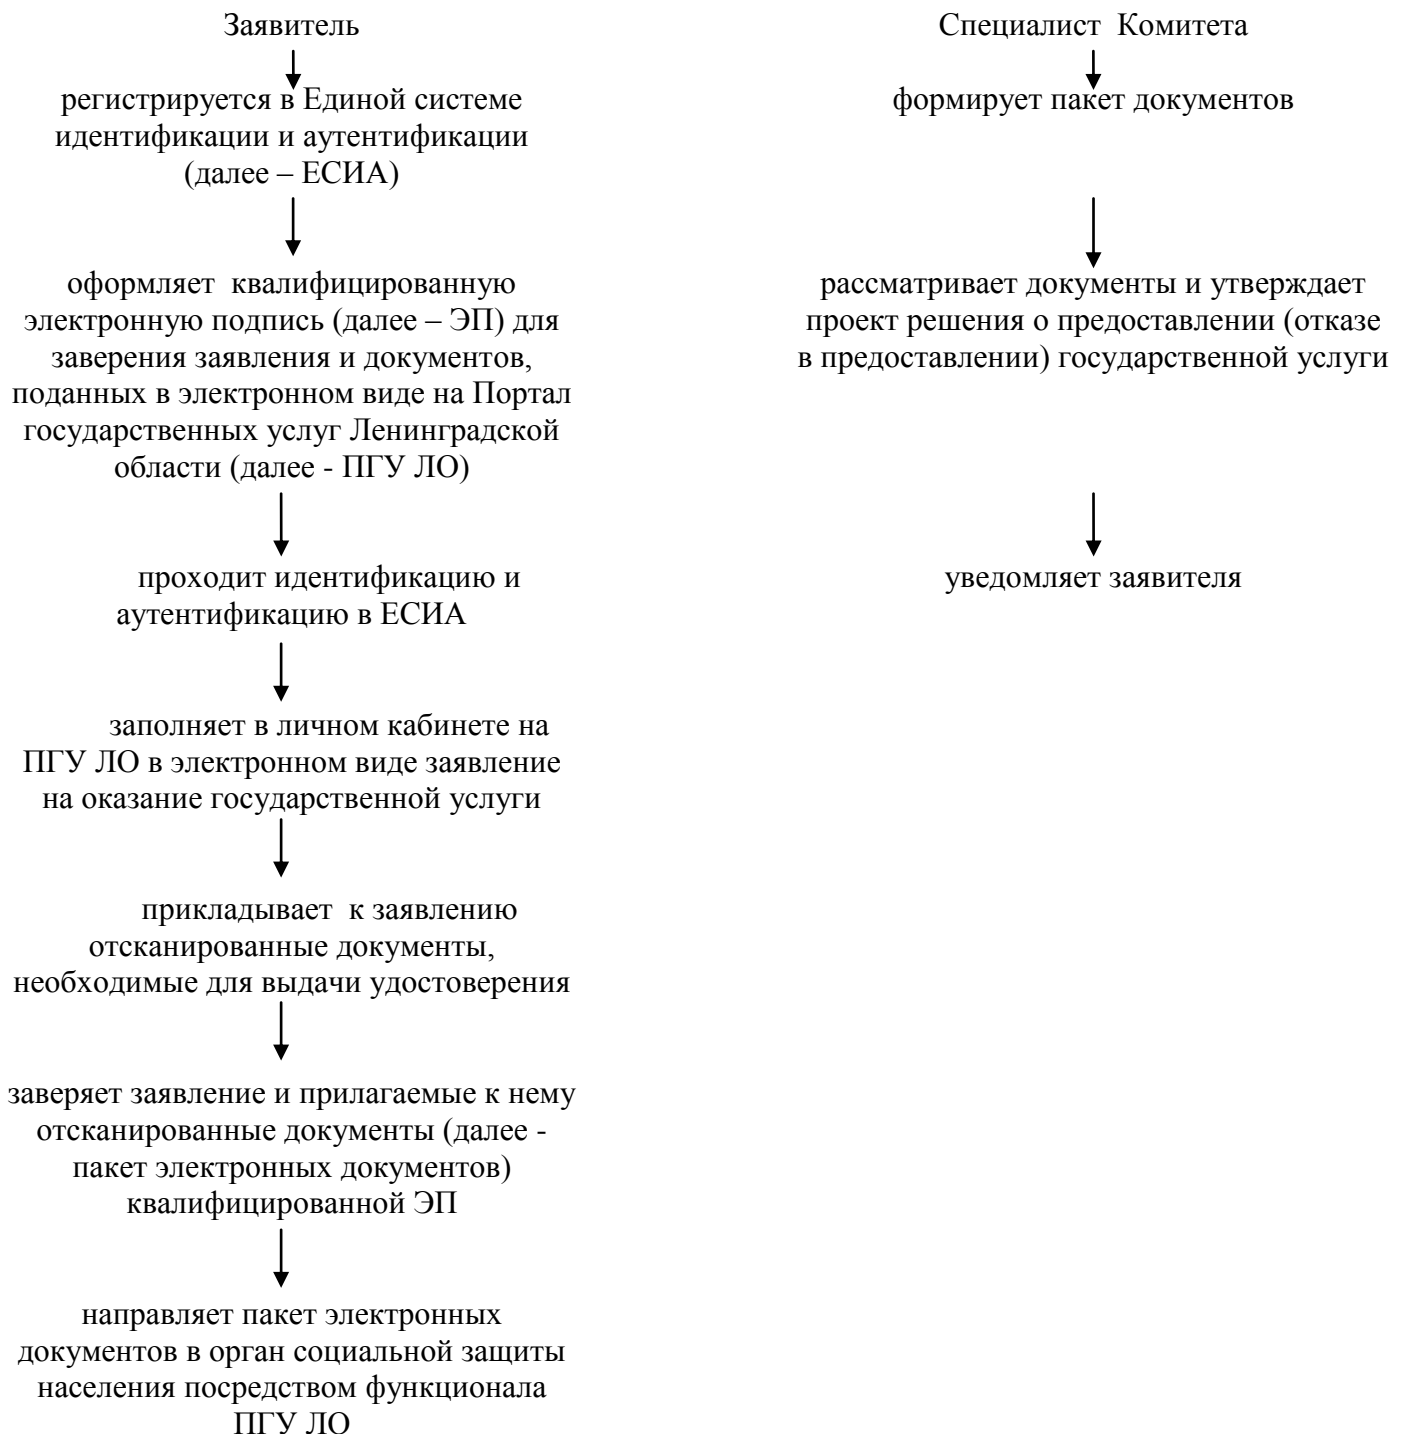 Заявитель
регистрируется в Единой системе
идентификации и аутентификации
(далее – ЕСИА)
оформляет квалифицированную
электронную подпись (далее – ЭП) для
заверения заявления и документов,
поданных в электронном виде на Портал
государственных услуг Ленинградской
области (далее - ПГУ ЛО)
проходит идентификацию и
аутентификацию в ЕСИА
заполняет в личном кабинете на
ПГУ ЛО в электронном виде заявление
на оказание государственной услуги
прикладывает к заявлению
отсканированные документы,
необходимые для выдачи удостоверения
заверяет заявление и прилагаемые к нему
отсканированные документы (далее -
пакет электронных документов)
квалифицированной ЭП
направляет пакет электронных
документов в орган социальной защиты
населения посредством функционала
ПГУ ЛО
Специалист Комитета
формирует пакет документов
рассматривает документы и утверждает
проект решения о предоставлении (отказе
в предоставлении) государственной услуги
уведомляет заявителя